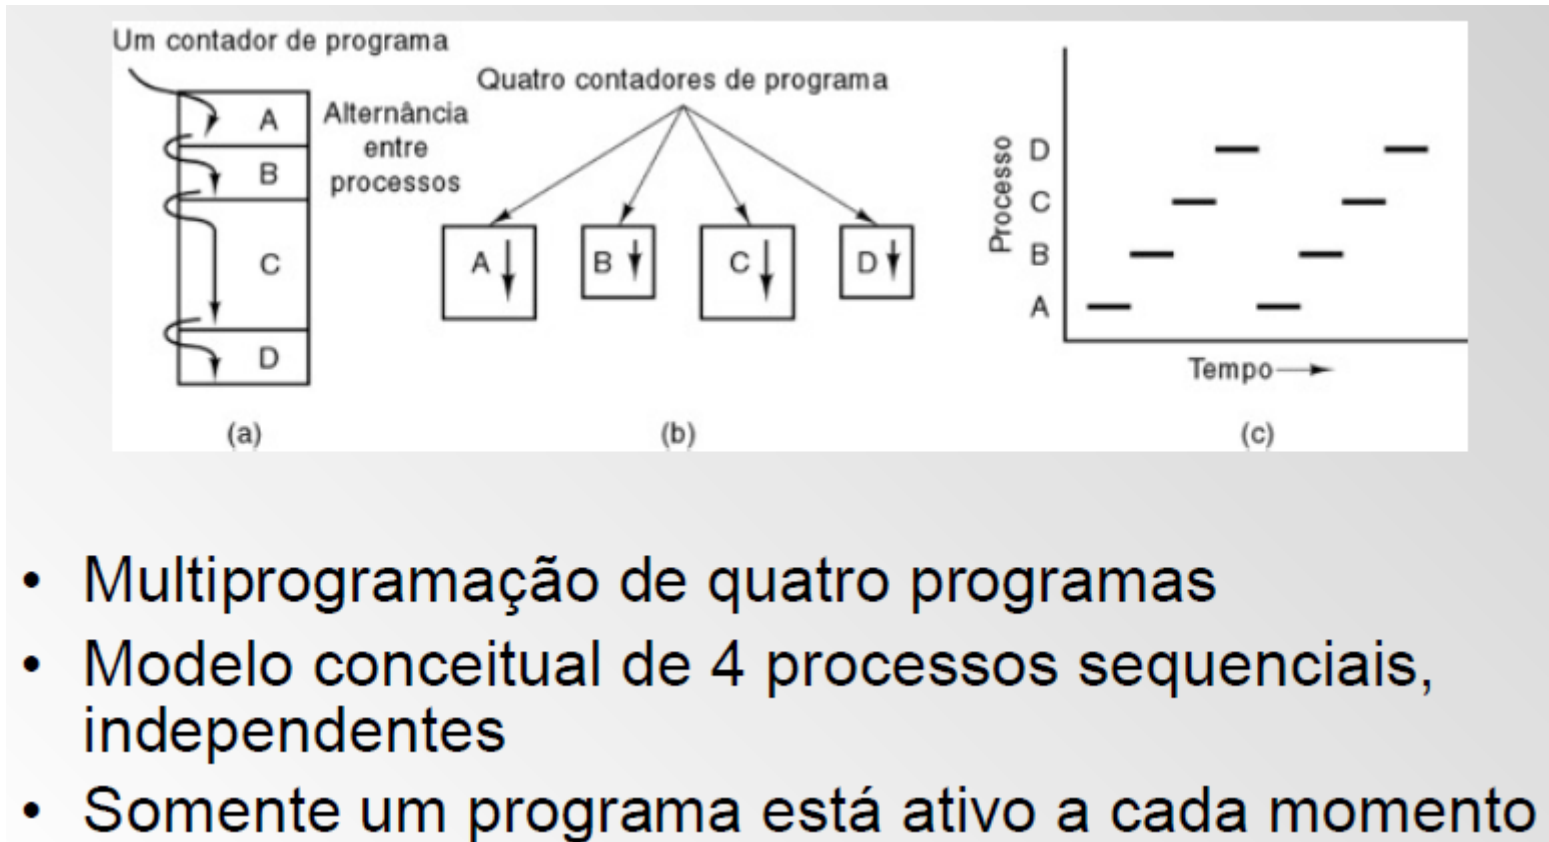 Um contador de programa
A
B
C
D
Alternância
entre
processos
(a)
Quatro contadores de programa
A
B
C
D
(b)
Processo
D
C
B
A
Tempo
(c)
• Multiprogramação de quatro programas
• Modelo conceitual de 4 processos sequenciais,
independentes
• Somente um programa está ativo a cada momento